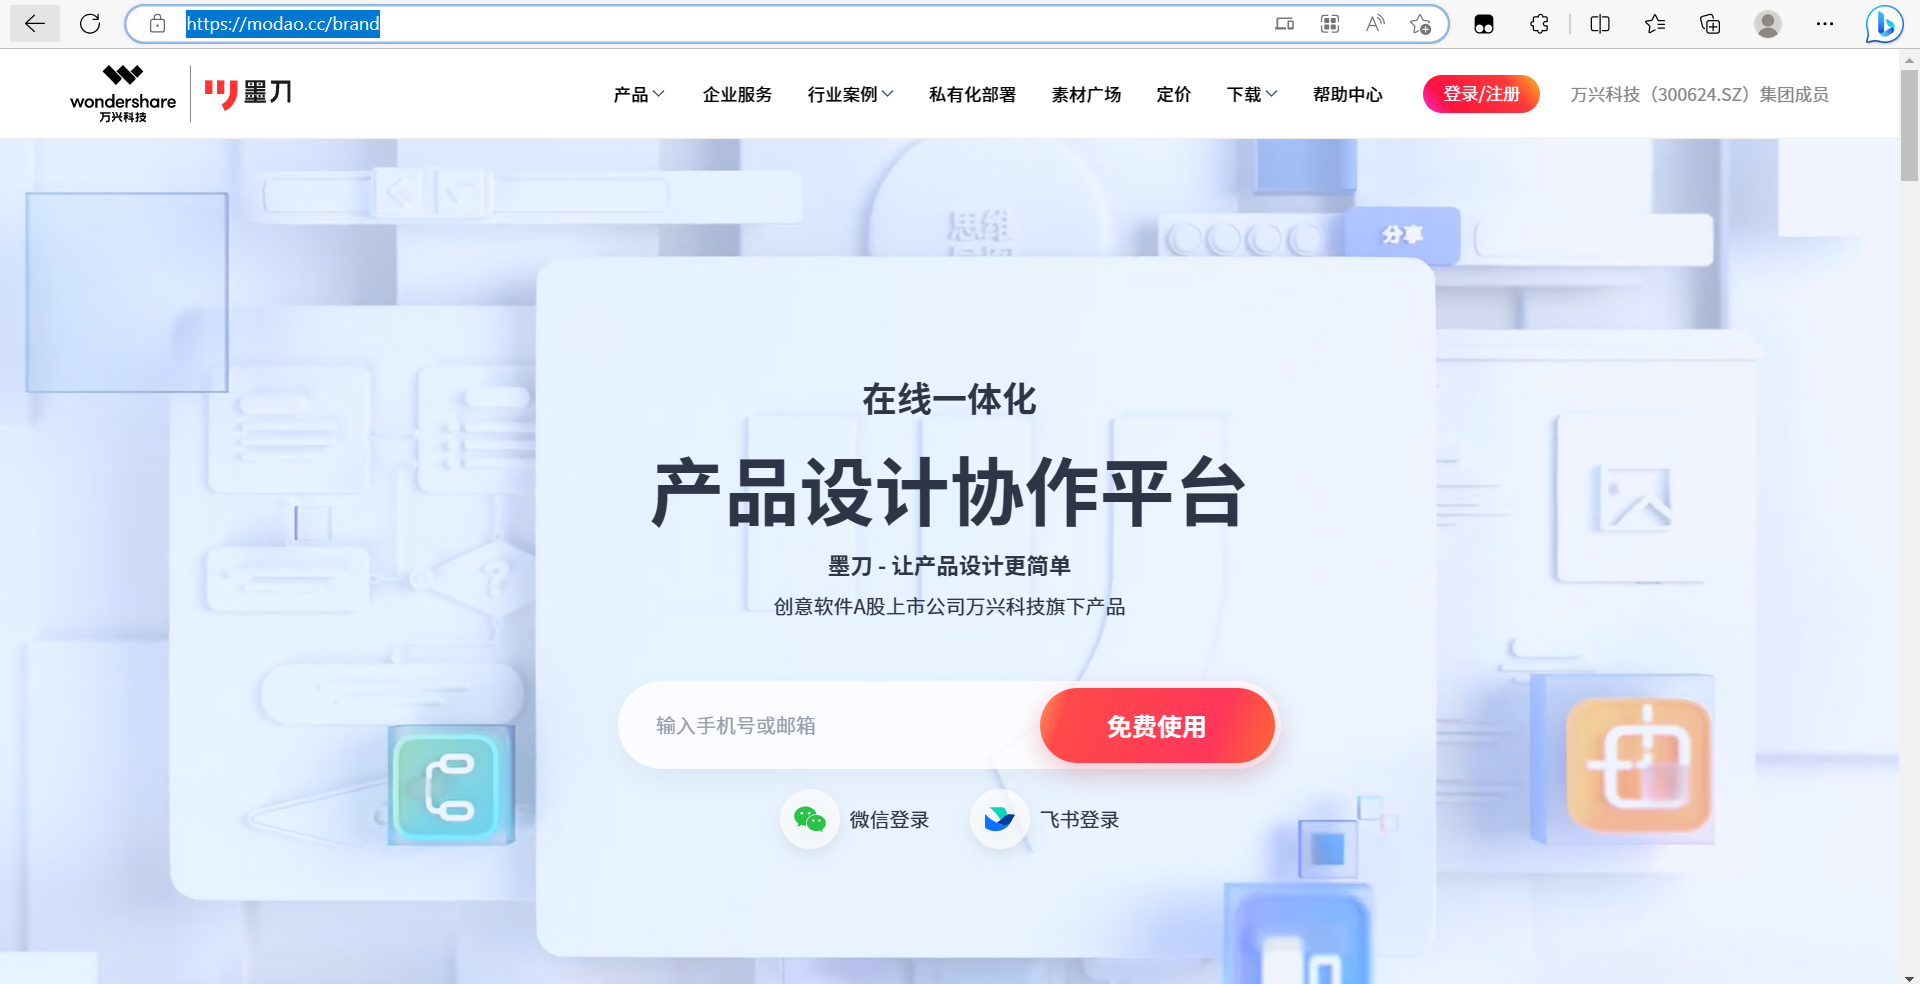 https://modao.cc/brand
wondershare
万兴科技
墨刀
产品 企业服务 行业案例 私有化部署 素材广场 定价 下载 帮助中心 登录/注册 万兴科技（300624.SZ）集团成员
思维
分享
在线一体化
产品设计协作平台
墨刀 - 让产品设计更简单
创意软件A股上市公司万兴科技旗下产品
输入手机号或邮箱 免费使用
微信登录 飞书登录